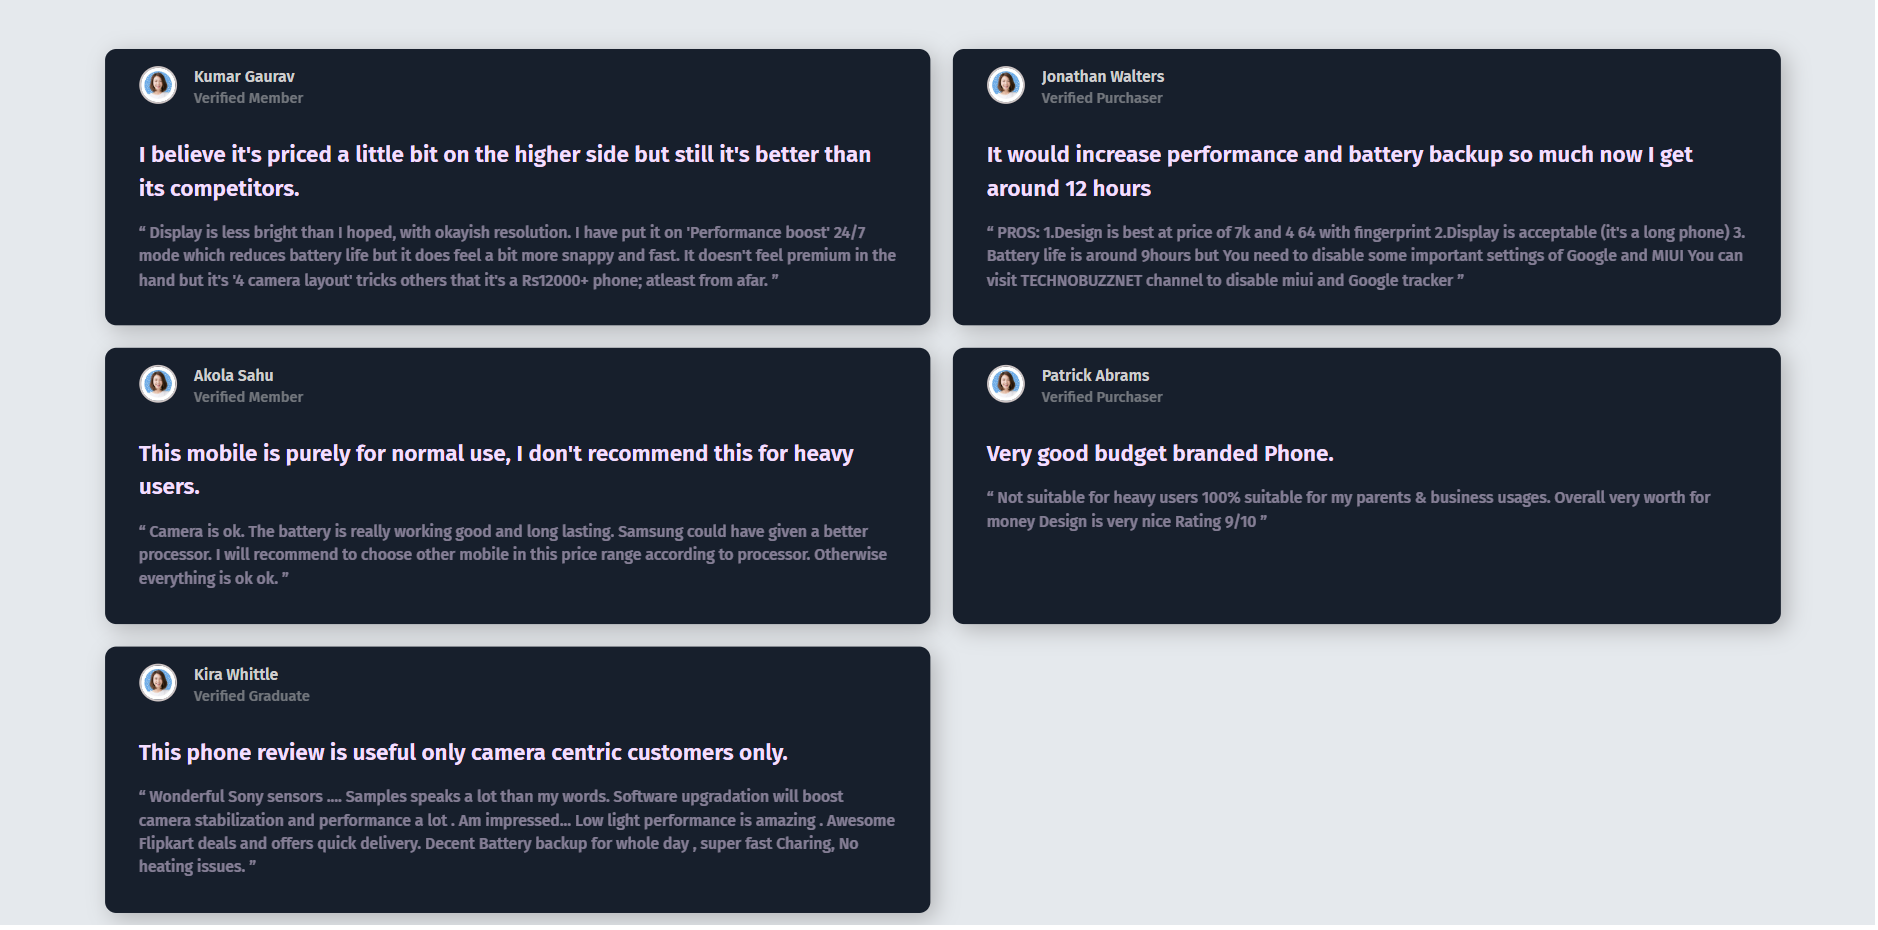 Kumar Gaurav
Verified Member
I believe it's priced a little bit on the higher side but still it's better than
its competitors.
“ Display is less bright than I hoped, with okayish resolution. I have put it on 'Performance boost' 24/7
mode which reduces battery life but it does feel a bit more snappy and fast. It doesn't feel premium in the
hand but it's '4 camera layout' tricks others that it's a Rs12000+ phone; atleast from afar. ”
Jonathan Walters
Verified Purchaser
It would increase performance and battery backup so much now I get
around 12 hours
“ PROS: 1.Design is best at price of 7k and 4 64 with fingerprint 2.Display is acceptable (it's a long phone) 3.
Battery life is around 9hours but You need to disable some important settings of Google and MIUI You can
visit TECHNOBUZZNET channel to disable miui and Google tracker ”
Akola Sahu
Verified Member
This mobile is purely for normal use, I don't recommend this for heavy
users.
“ Camera is ok. The battery is really working good and long lasting. Samsung could have given a better
processor. I will recommend to choose other mobile in this price range according to processor. Otherwise
everything is ok ok. ”
Patrick Abrams
Verified Purchaser
Very good budget branded Phone.
“ Not suitable for heavy users 100% suitable for my parents & business usages. Overall very worth for
money Design is very nice Rating 9/10 ”
Kira Whittle
Verified Graduate
This phone review is useful only camera centric customers only.
“ Wonderful Sony sensors .... Samples speaks a lot than my words. Software upgradation will boost
camera stabilization and performance a lot . Am impressed... Low light performance is amazing . Awesome
Flipkart deals and offers quick delivery. Decent Battery backup for whole day , super fast Charing, No
heating issues. ”